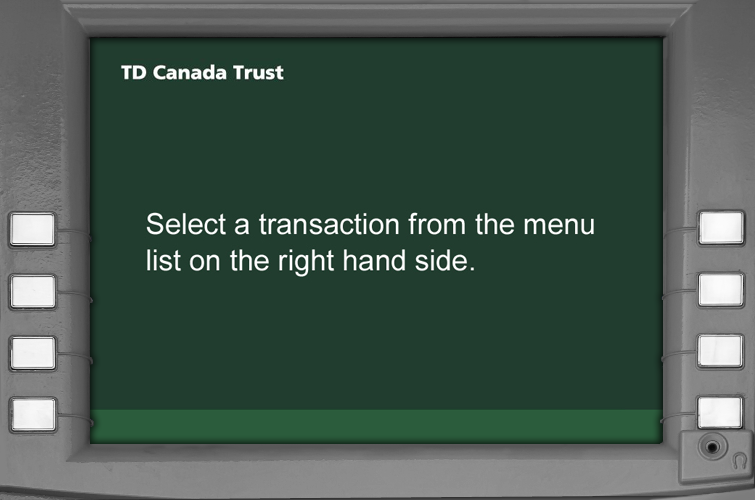 TD Canada Trust
Select a transaction from the menu
list on the right hand side.